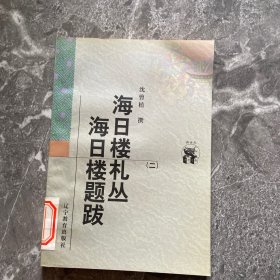 沈曾植 撰
海日楼札丛
海日楼题跋
(二)
辽宁教育出版社